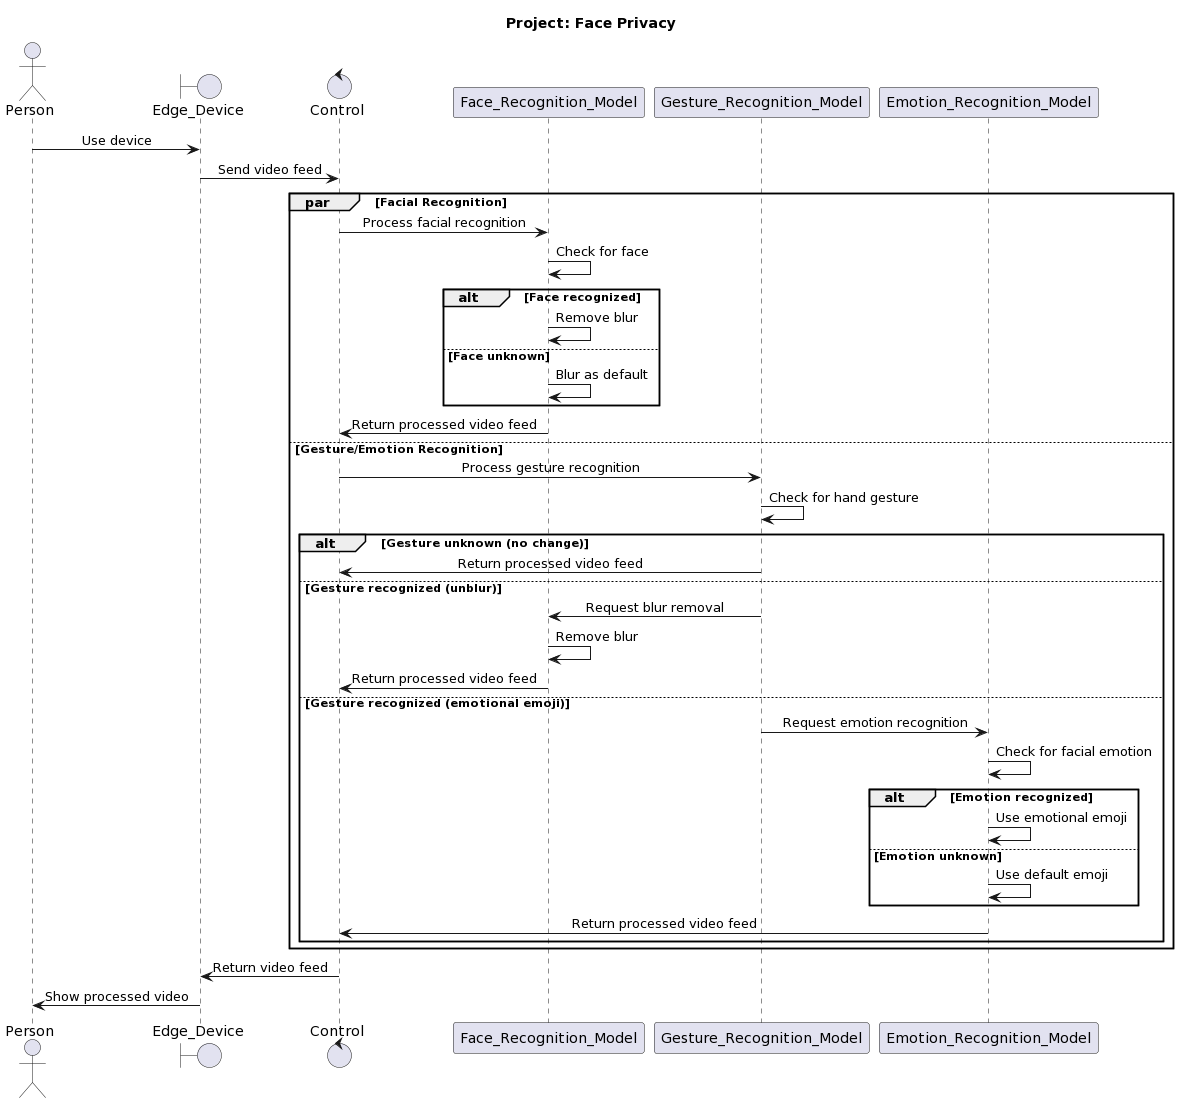 Project: Face Privacy
Person
Edge_Device
Control
Face_Recognition_Model
Gesture_Recognition_Model
Emotion_Recognition_Model
Use device
Send video feed
par [Facial Recognition]
Process facial recognition
Check for face
alt [Face recognized]
Remove blur
[Face unknown]
Blur as default
Return processed video feed
[Gesture/Emotion Recognition]
Process gesture recognition
Check for hand gesture
alt [Gesture unknown (no change)]
Return processed video feed
[Gesture recognized (unblur)]
Request blur removal
Remove blur
Return processed video feed
[Gesture recognized (emotional emoji)]
Request emotion recognition
Check for facial emotion
alt [Emotion recognized]
Use emotional emoji
[Emotion unknown]
Use default emoji
Return processed video feed
Return video feed
Show processed video
Person
Edge_Device
Control
Face_Recognition_Model
Gesture_Recognition_Model
Emotion_Recognition_Model